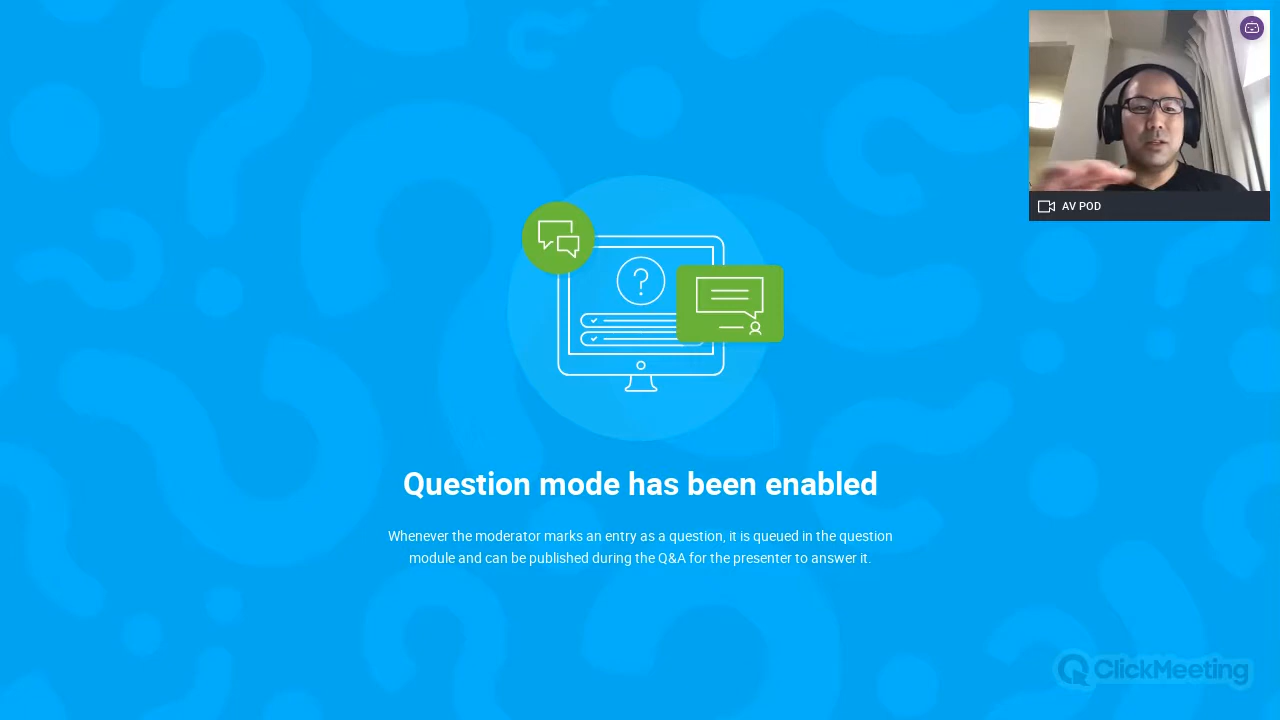 AV POD
Question mode has been enabled
Whenever the moderator marks an entry as a question, it is queued in the question
module and can be published during the Q&A for the presenter to answer it.
ClickMeeting